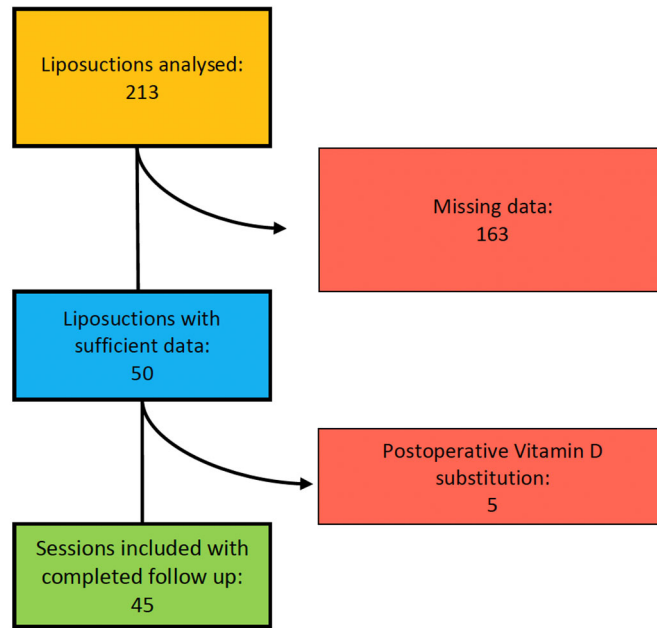 Liposuctions analysed:
213
Missing data:
163
Liposuctions with
sufficient data:
50
Postoperative Vitamin D
substitution:
5
Sessions included with
completed follow up:
45